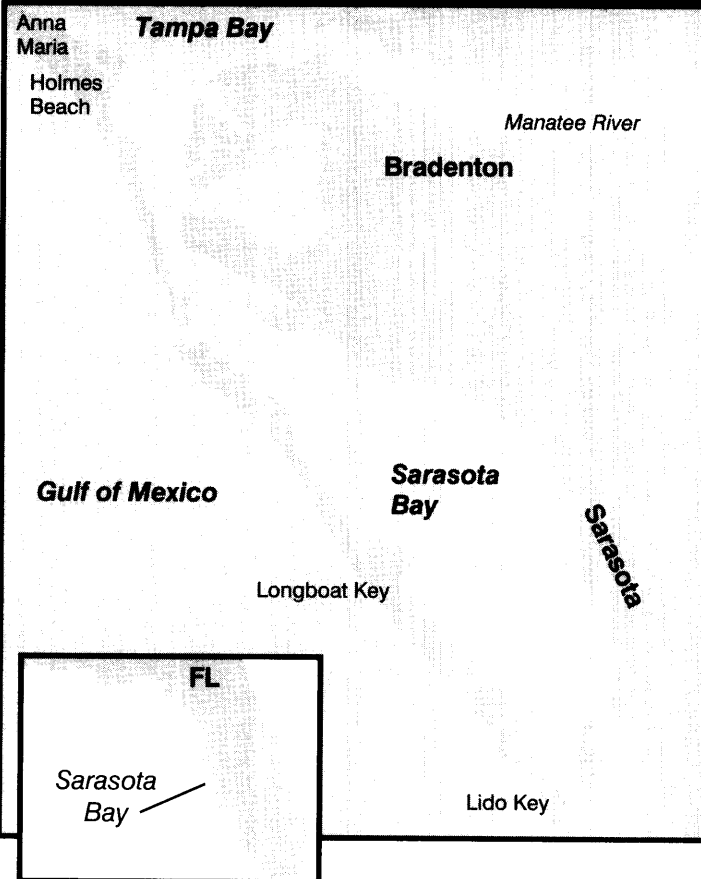 Anna
Maria
Tampa Bay
Holmes
Beach
Manatee River
Bradenton
Gulf of Mexico
Sarasota
Bay
Sarasota
Longboat Key
FL
Sarasota
Bay
Lido Key